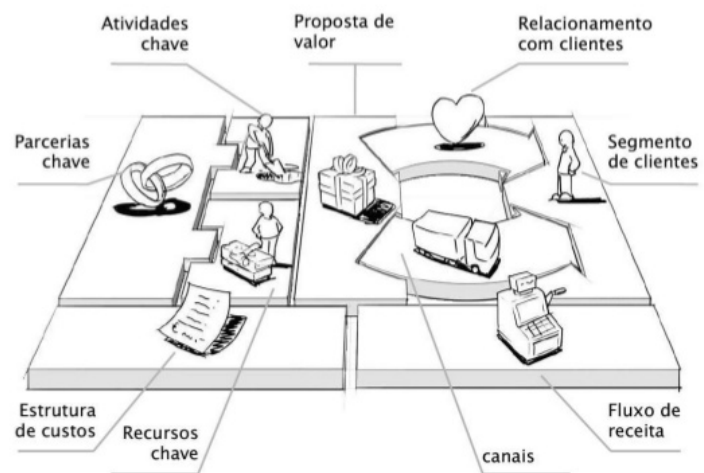 Atividades
chave
Proposta de
valor
Relacionamento
com clientes
Parcerias
chave
Segmento
de clientes
Estrutura
de custos
Recursos
chave
canais
Fluxo de
receita